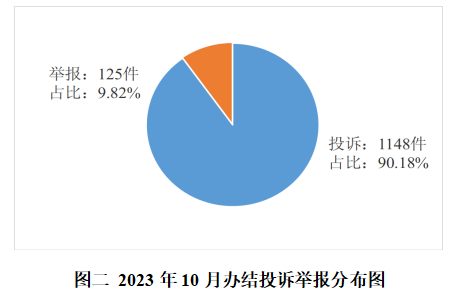 举报：125件
占比：9.82%
投诉：1148件
占比：90.18%
图二 2023 年 10 月办结投诉举报分布图